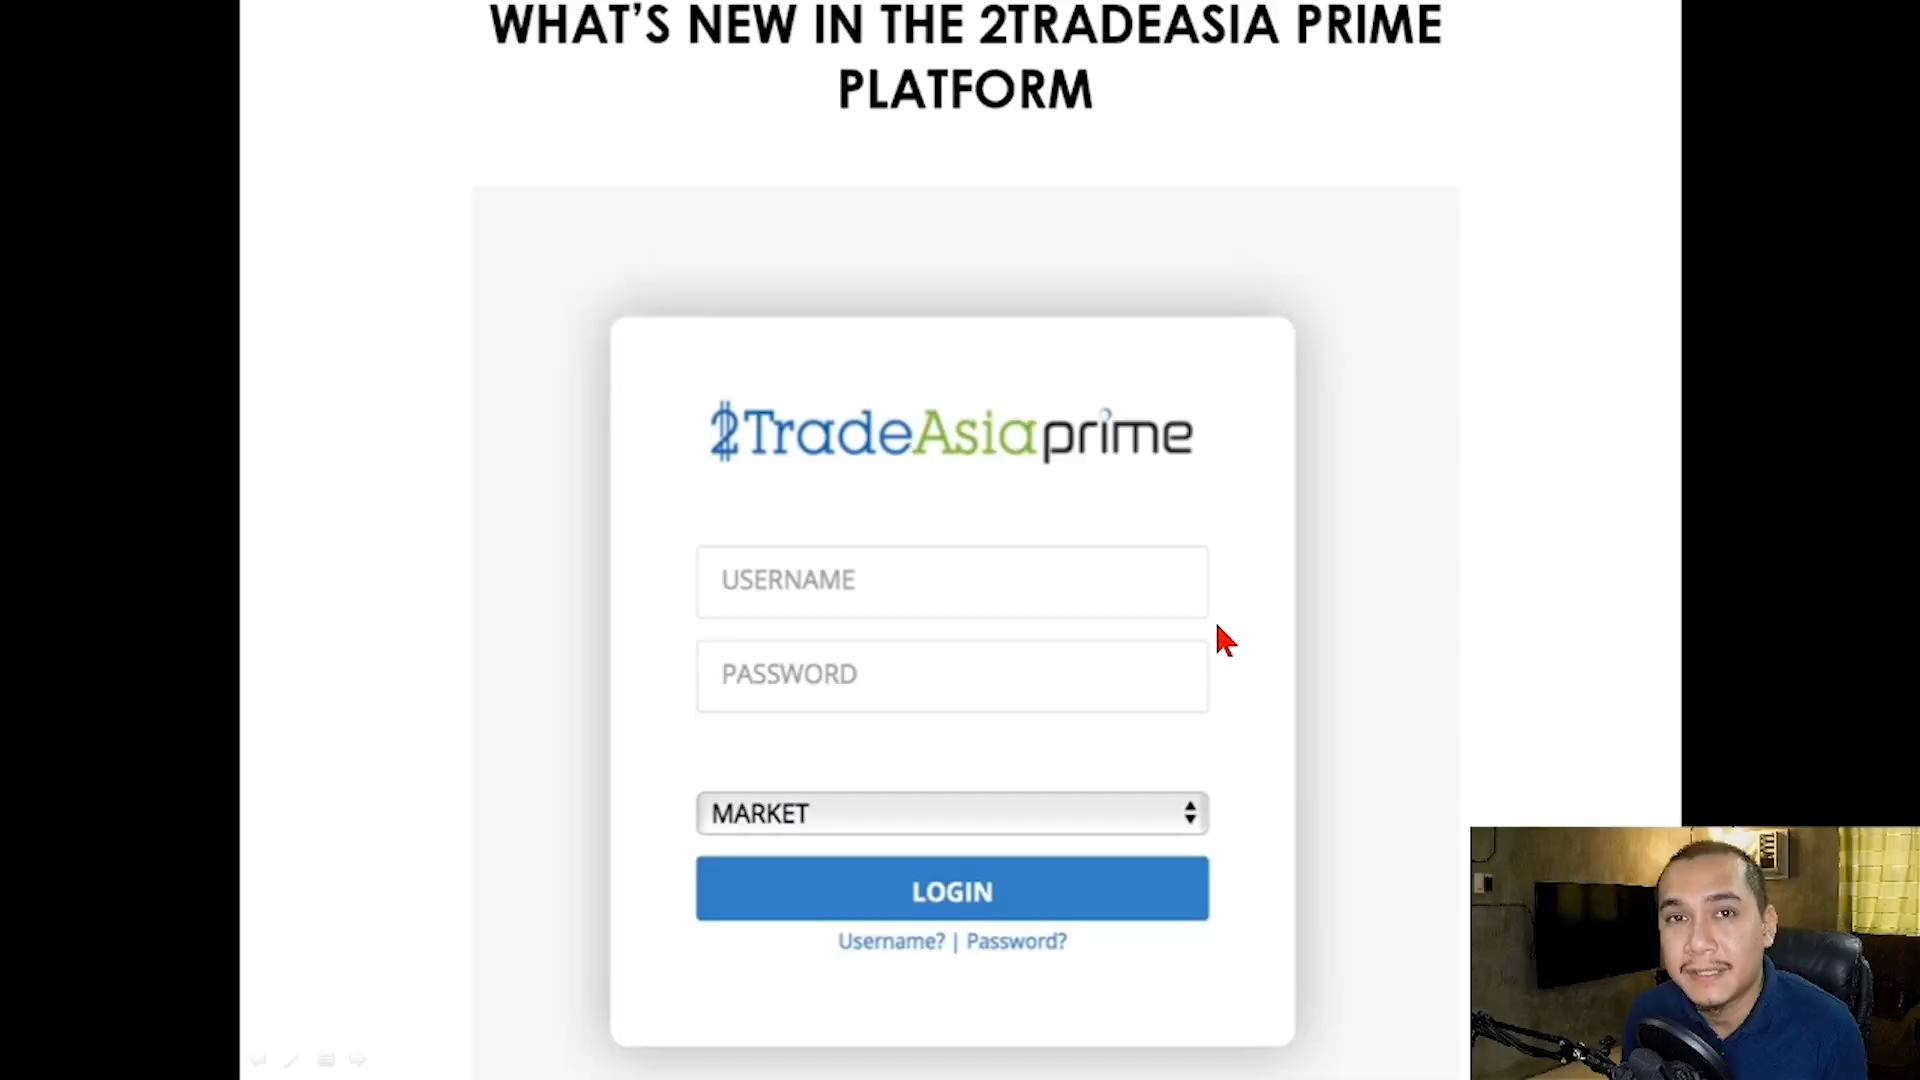 WHAT'S NEW IN THE 2TRADEASIA PRIME
PLATFORM
2TradeAsiaprime
USERNAME
PASSWORD
MARKET
LOGIN
Username? | Password?